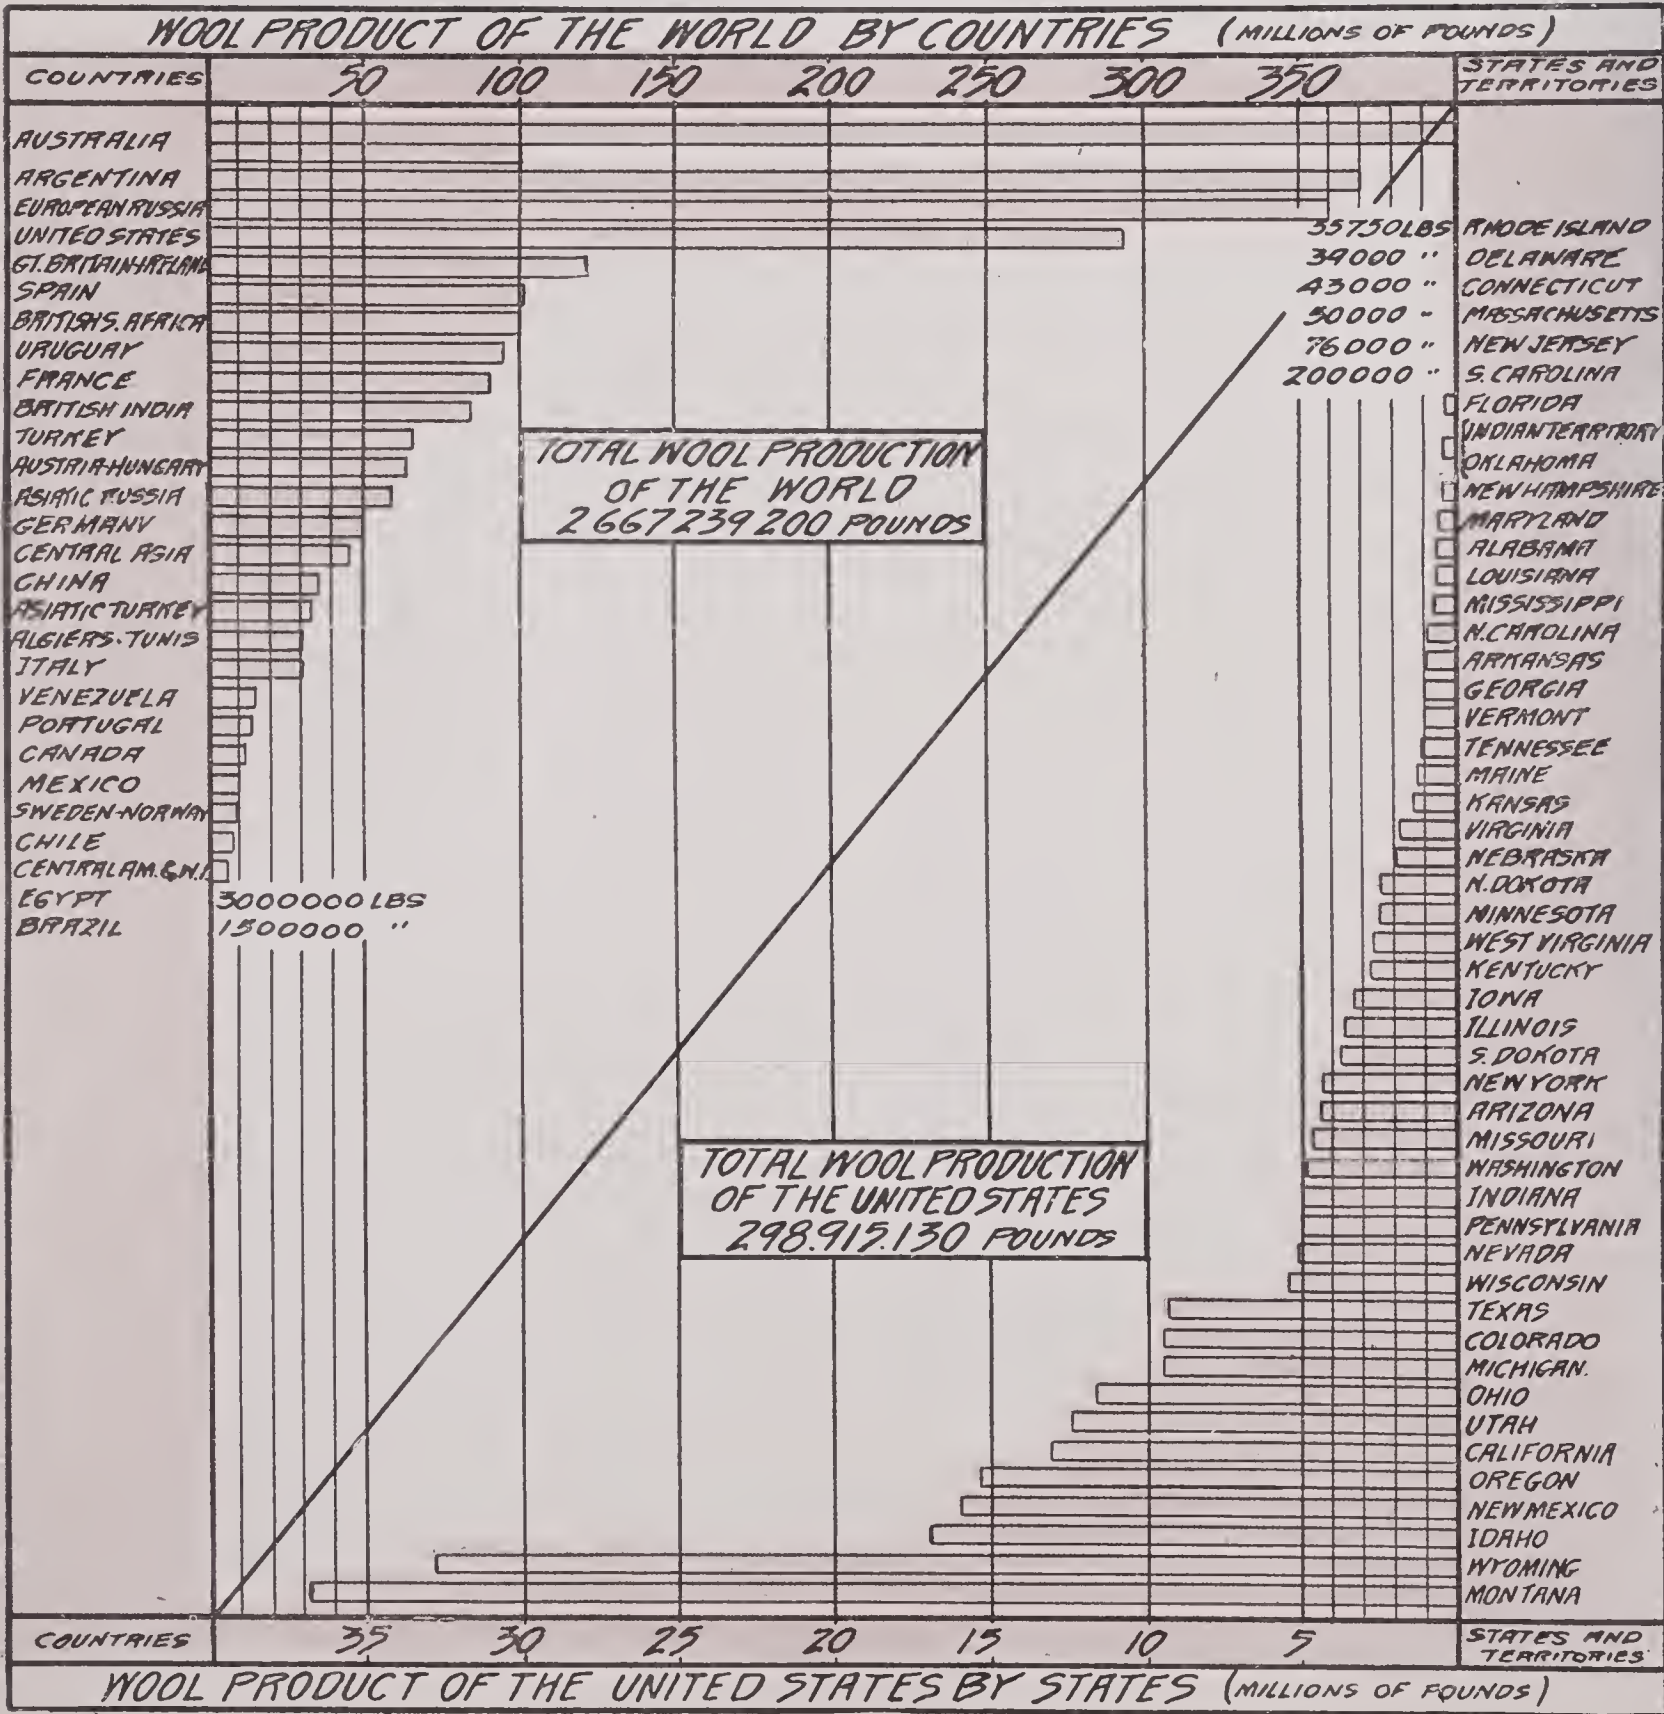 WOOL PRODUCT OF THE WORLD BY COUNTRIES (MILLIONS OF POUNDS)
COUNTRIES 50 100 150 200 250 300 350 STATES AND
TERRITORIES
AUSTRALIA
ARGENTINA
EUROPEAN RUSSIA
UNITED STATES
GT. BRITAIN-IRELAND
SPAIN
BRITISH S. AFRICA
URUGUAY
FRANCE
BRITISH INDIA
TURKEY
AUSTRIA-HUNGARY
ASIATIC RUSSIA
GERMANY
CENTRAL ASIA
CHINA
ASIATIC TURKEY
ALGIERS-TUNIS
ITALY
VENEZUELA
PORTUGAL
CANADA
MEXICO
SWEDEN-NORWAY
CHILE
CENTRAL AM. & N.I.
EGYPT 3000000 LBS
BRAZIL 1500000 "
TOTAL WOOL PRODUCTION
OF THE WORLD
2667239200 POUNDS
TOTAL WOOL PRODUCTION
OF THE UNITED STATES
298.915.130 POUNDS
35750 LBS RHODE ISLAND
39000 " DELAWARE
43000 " CONNECTICUT
50000 " MASSACHUSETTS
76000 " NEW JERSEY
200000 " S. CAROLINA
FLORIDA
INDIAN TERRITORY
OKLAHOMA
NEW HAMPSHIRE
MARYLAND
ALABAMA
LOUISIANA
MISSISSIPPI
N. CAROLINA
ARKANSAS
GEORGIA
VERMONT
TENNESSEE
MAINE
KANSAS
VIRGINIA
NEBRASKA
N. DOKOTA
MINNESOTA
WEST VIRGINIA
KENTUCKY
IOWA
ILLINOIS
S. DOKOTA
NEW YORK
ARIZONA
MISSOURI
WASHINGTON
INDIANA
PENNSYLVANIA
NEVADA
WISCONSIN
TEXAS
COLORADO
MICHIGAN.
OHIO
UTAH
CALIFORNIA
OREGON
NEW MEXICO
IDAHO
WYOMING
MONTANA
COUNTRIES 35 30 25 20 15 10 5 STATES AND
TERRITORIES
WOOL PRODUCT OF THE UNITED STATES BY STATES (MILLIONS OF POUNDS)